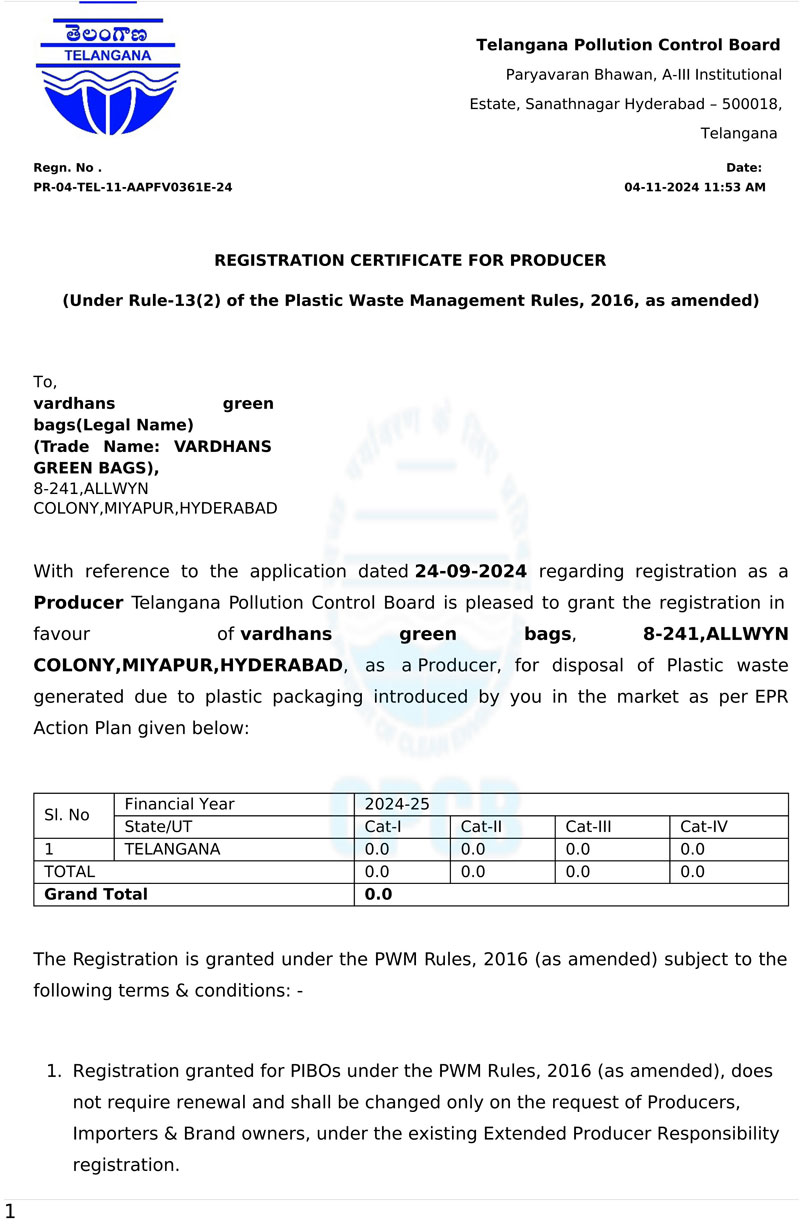 తెలంగాణ
TELANGANA
Telangana Pollution Control Board
Paryavaran Bhawan, A-III Institutional
Estate, Sanathnagar Hyderabad – 500018,
Telangana
Regn. No .
PR-04-TEL-11-AAPFV0361E-24
Date:
04-11-2024 11:53 AM
REGISTRATION CERTIFICATE FOR PRODUCER
(Under Rule-13(2) of the Plastic Waste Management Rules, 2016, as amended)
To,
vardhans green
bags(Legal Name)
(Trade Name: VARDHANS
GREEN BAGS),
8-241,ALLWYN
COLONY,MIYAPUR,HYDERABAD
With reference to the application dated 24-09-2024 regarding registration as a
Producer Telangana Pollution Control Board is pleased to grant the registration in
favour of vardhans green bags, 8-241,ALLWYN
COLONY,MIYAPUR,HYDERABAD, as a Producer, for disposal of Plastic waste
generated due to plastic packaging introduced by you in the market as per EPR
Action Plan given below:
Sl. No Financial Year 2024-25
State/UT Cat-I Cat-II Cat-III Cat-IV
1 TELANGANA 0.0 0.0 0.0 0.0
TOTAL 0.0 0.0 0.0 0.0
Grand Total 0.0
CPCB
The Registration is granted under the PWM Rules, 2016 (as amended) subject to the
following terms & conditions: -
1. Registration granted for PIBOs under the PWM Rules, 2016 (as amended), does
not require renewal and shall be changed only on the request of Producers,
Importers & Brand owners, under the existing Extended Producer Responsibility
registration.
1